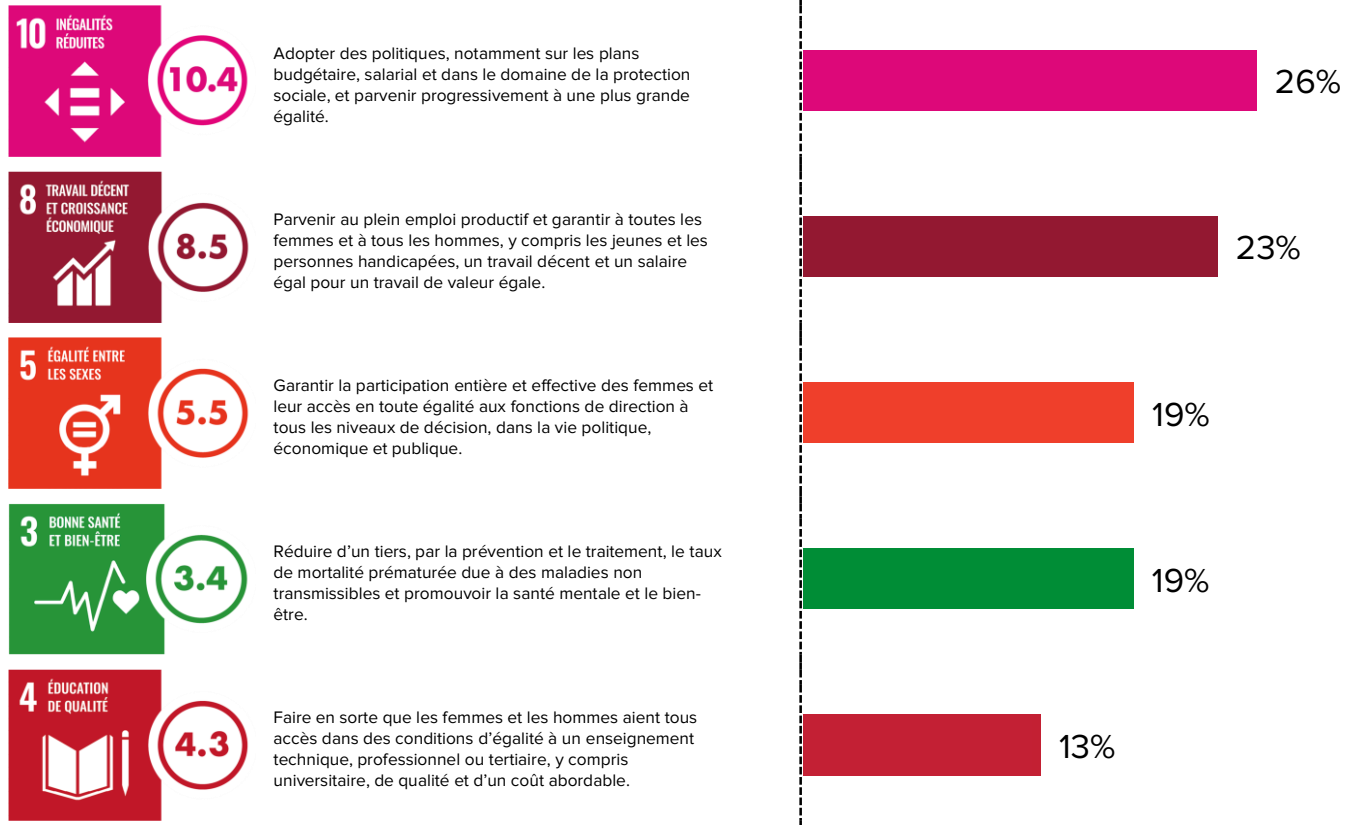 10 INÉGALITÉS
RÉDUITES
10.4
Adopter des politiques, notamment sur les plans
budgétaire, salarial et dans le domaine de la protection
sociale, et parvenir progressivement à une plus grande
égalité.
26%
8 TRAVAIL DÉCENT
ET CROISSANCE
ÉCONOMIQUE
8.5
Parvenir au plein emploi productif et garantir à toutes les
femmes et à tous les hommes, y compris les jeunes et les
personnes handicapées, un travail décent et un salaire
égal pour un travail de valeur égale.
23%
5 ÉGALITÉ ENTRE
LES SEXES
5.5
Garantir la participation entière et effective des femmes et
leur accès en toute égalité aux fonctions de direction à
tous les niveaux de décision, dans la vie politique,
économique et publique.
19%
3 BONNE SANTÉ
ET BIEN-ÊTRE
3.4
Réduire d’un tiers, par la prévention et le traitement, le taux
de mortalité prématurée due à des maladies non
transmissibles et promouvoir la santé mentale et le bien-
être.
19%
4 ÉDUCATION
DE QUALITÉ
4.3
Faire en sorte que les femmes et les hommes aient tous
accès dans des conditions d’égalité à un enseignement
technique, professionnel ou tertiaire, y compris
universitaire, de qualité et d’un coût abordable.
13%